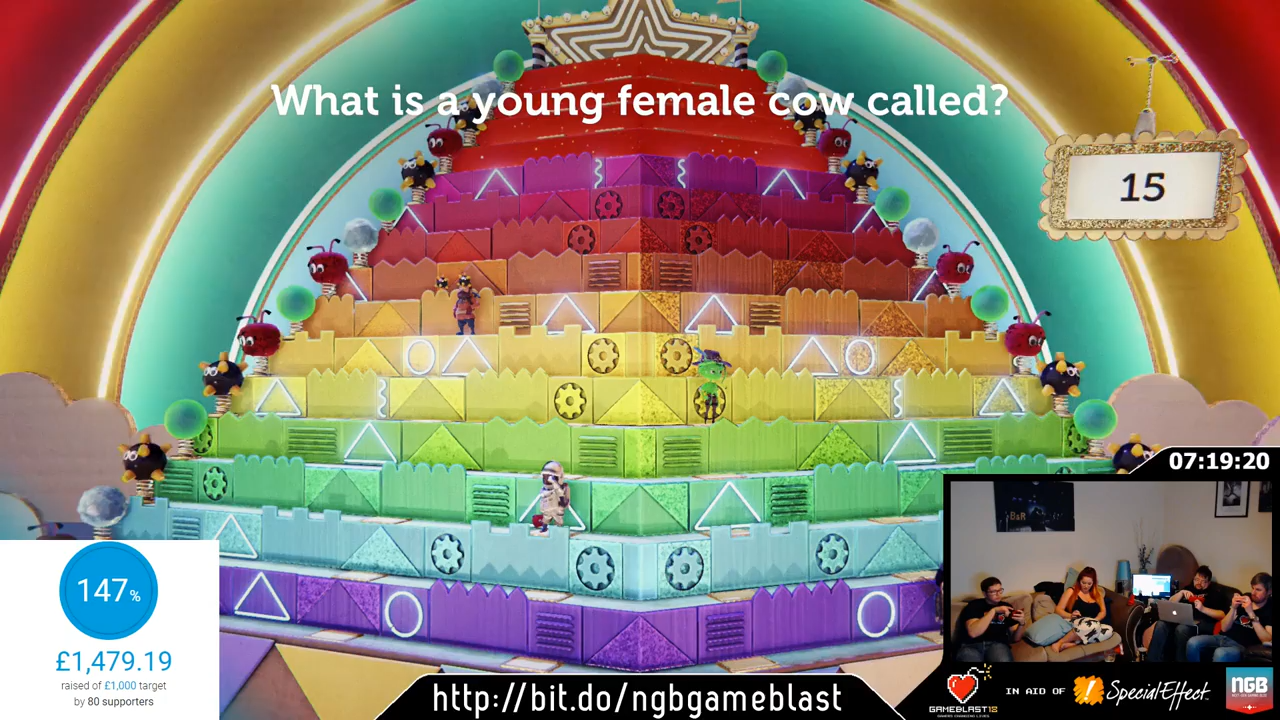 What is a young female cow called?
15
07:19:20
B&R
147%
£1,479.19
raised of £1,000 target
by 80 supporters
http://bit.do/ngbgameblast
GAMEBLAST18
IN AID OF
SpecialEffect
NGB